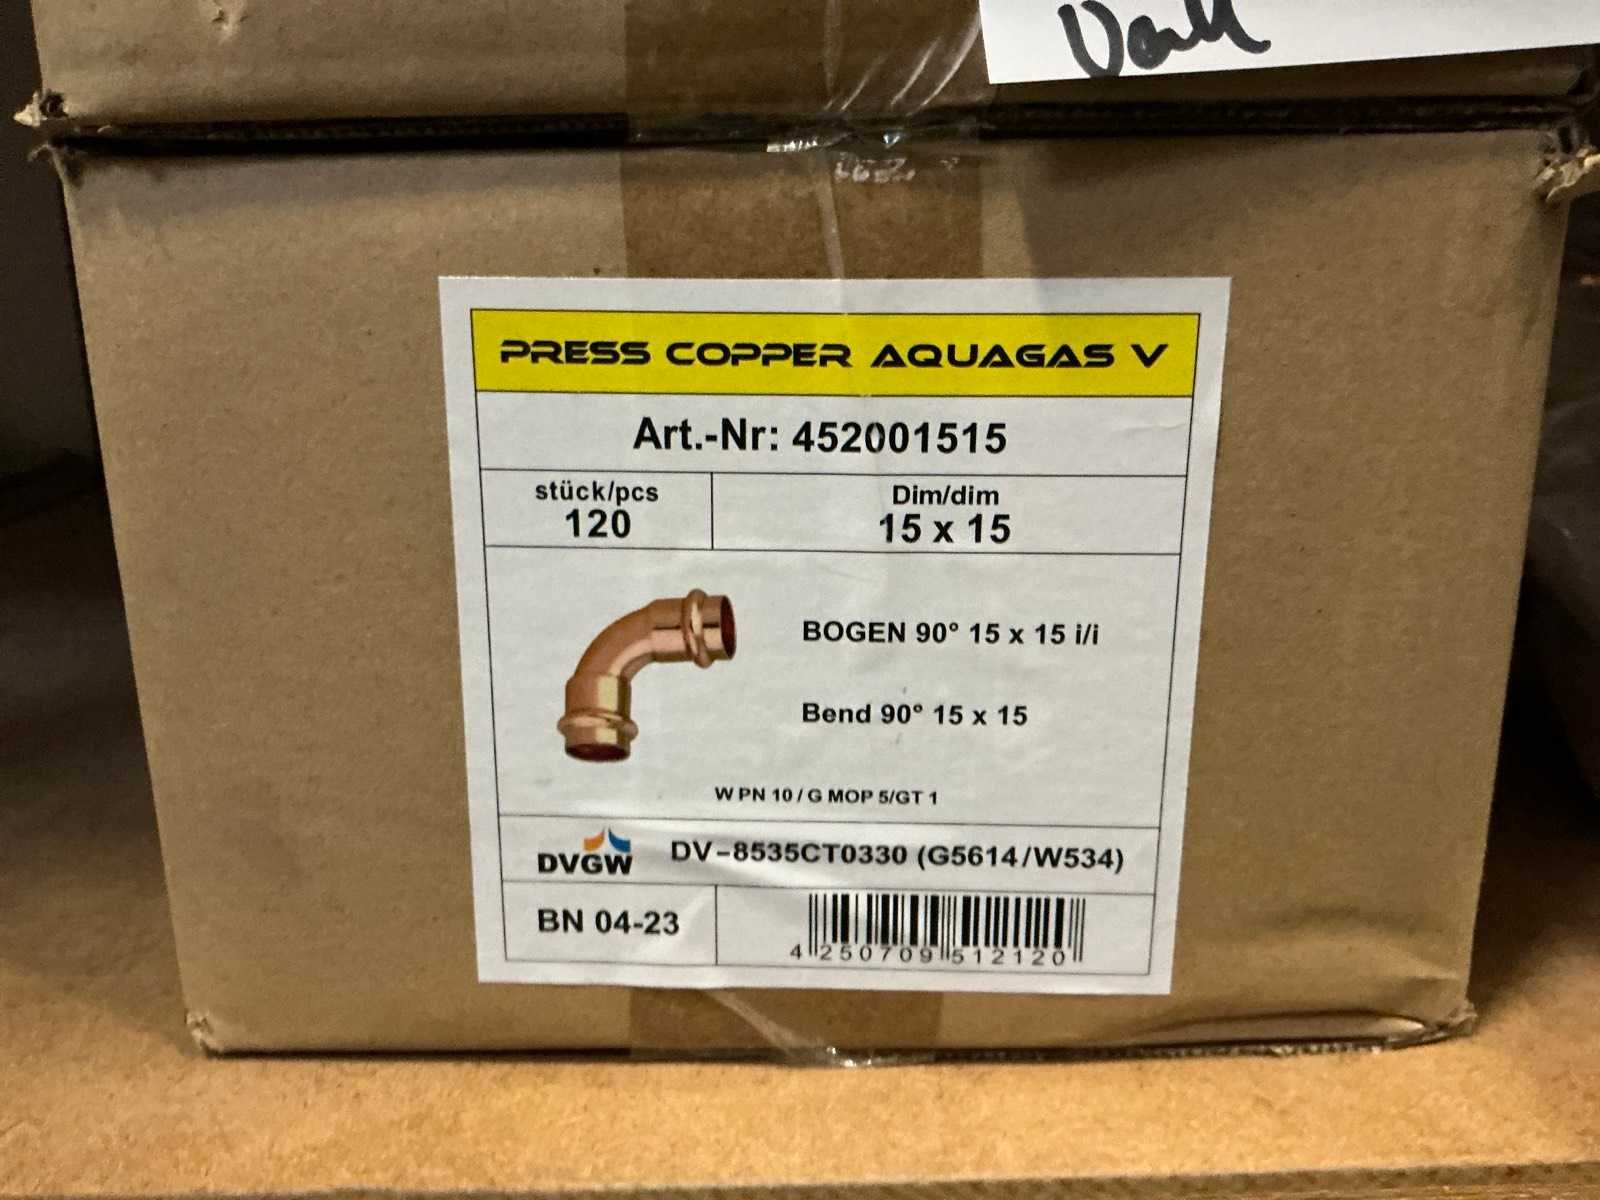 PRESS COPPER AQUAGAS V
Art.-Nr: 452001515
stück/pcs
120
Dim/dim
15 x 15
BOGEN 90° 15 x 15 i/i
Bend 90° 15 x 15
W PN 10 / G MOP 5/GT 1
DVGW
DV-8535CT0330 (G5614/W534)
BN 04-23
4 250709 512120